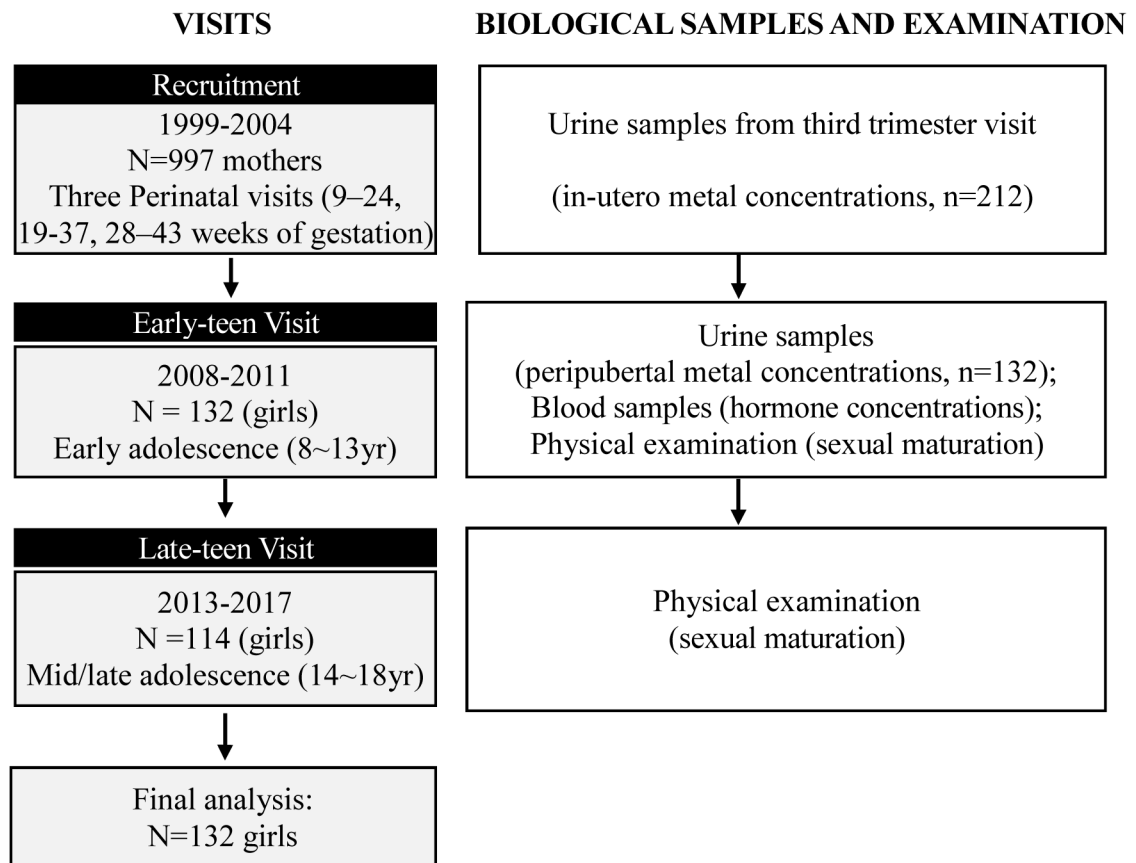 VISITS
BIOLOGICAL SAMPLES AND EXAMINATION
Recruitment
1999-2004
N=997 mothers
Three Perinatal visits (9–24,
19-37, 28–43 weeks of gestation)
Urine samples from third trimester visit
(in-utero metal concentrations, n=212)
Early-teen Visit
2008-2011
N = 132 (girls)
Early adolescence (8~13yr)
Urine samples
(peripubertal metal concentrations, n=132);
Blood samples (hormone concentrations);
Physical examination (sexual maturation)
Late-teen Visit
2013-2017
N =114 (girls)
Mid/late adolescence (14~18yr)
Physical examination
(sexual maturation)
Final analysis:
N=132 girls